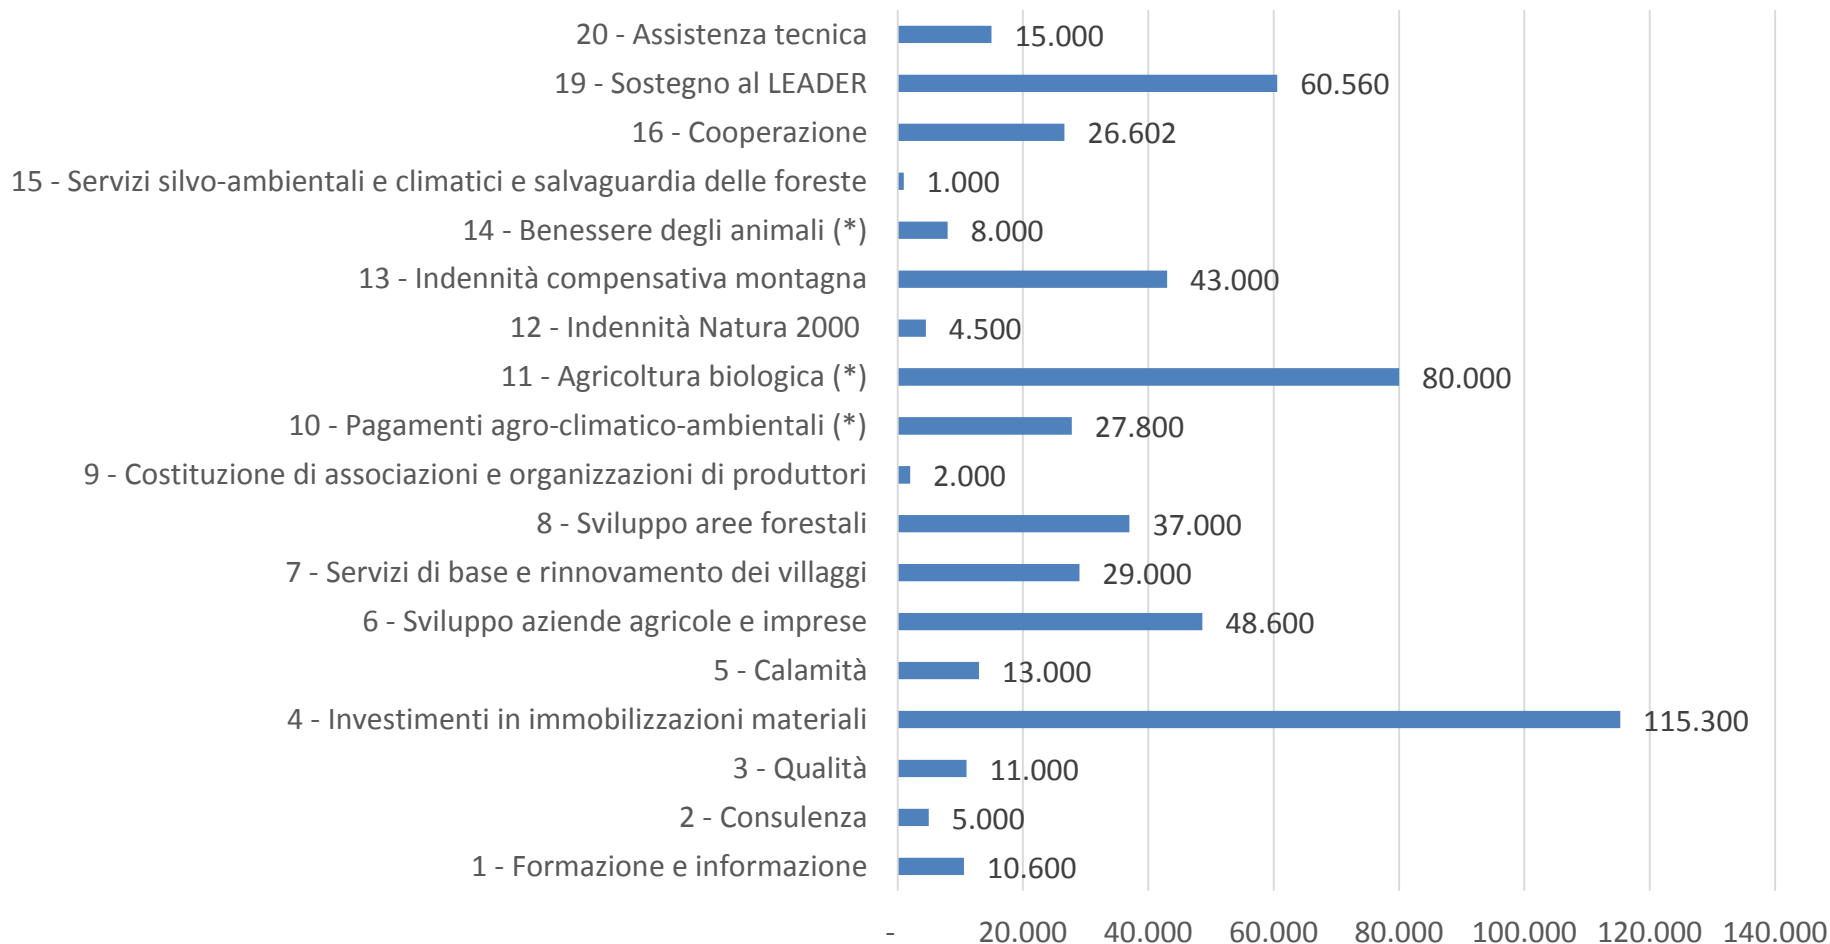 20 - Assistenza tecnica 15.000
19 - Sostegno al LEADER 60.560
16 - Cooperazione 26.602
15 - Servizi silvo-ambientali e climatici e salvaguardia delle foreste 1.000
14 - Benessere degli animali (*) 8.000
13 - Indennità compensativa montagna 43.000
12 - Indennità Natura 2000 4.500
11 - Agricoltura biologica (*) 80.000
10 - Pagamenti agro-climatico-ambientali (*) 27.800
9 - Costituzione di associazioni e organizzazioni di produttori 2.000
8 - Sviluppo aree forestali 37.000
7 - Servizi di base e rinnovamento dei villaggi 29.000
6 - Sviluppo aziende agricole e imprese 48.600
5 - Calamità 13.000
4 - Investimenti in immobilizzazioni materiali 115.300
3 - Qualità 11.000
2 - Consulenza 5.000
1 - Formazione e informazione 10.600
- 20.000 40.000 60.000 80.000 100.000 120.000 140.000